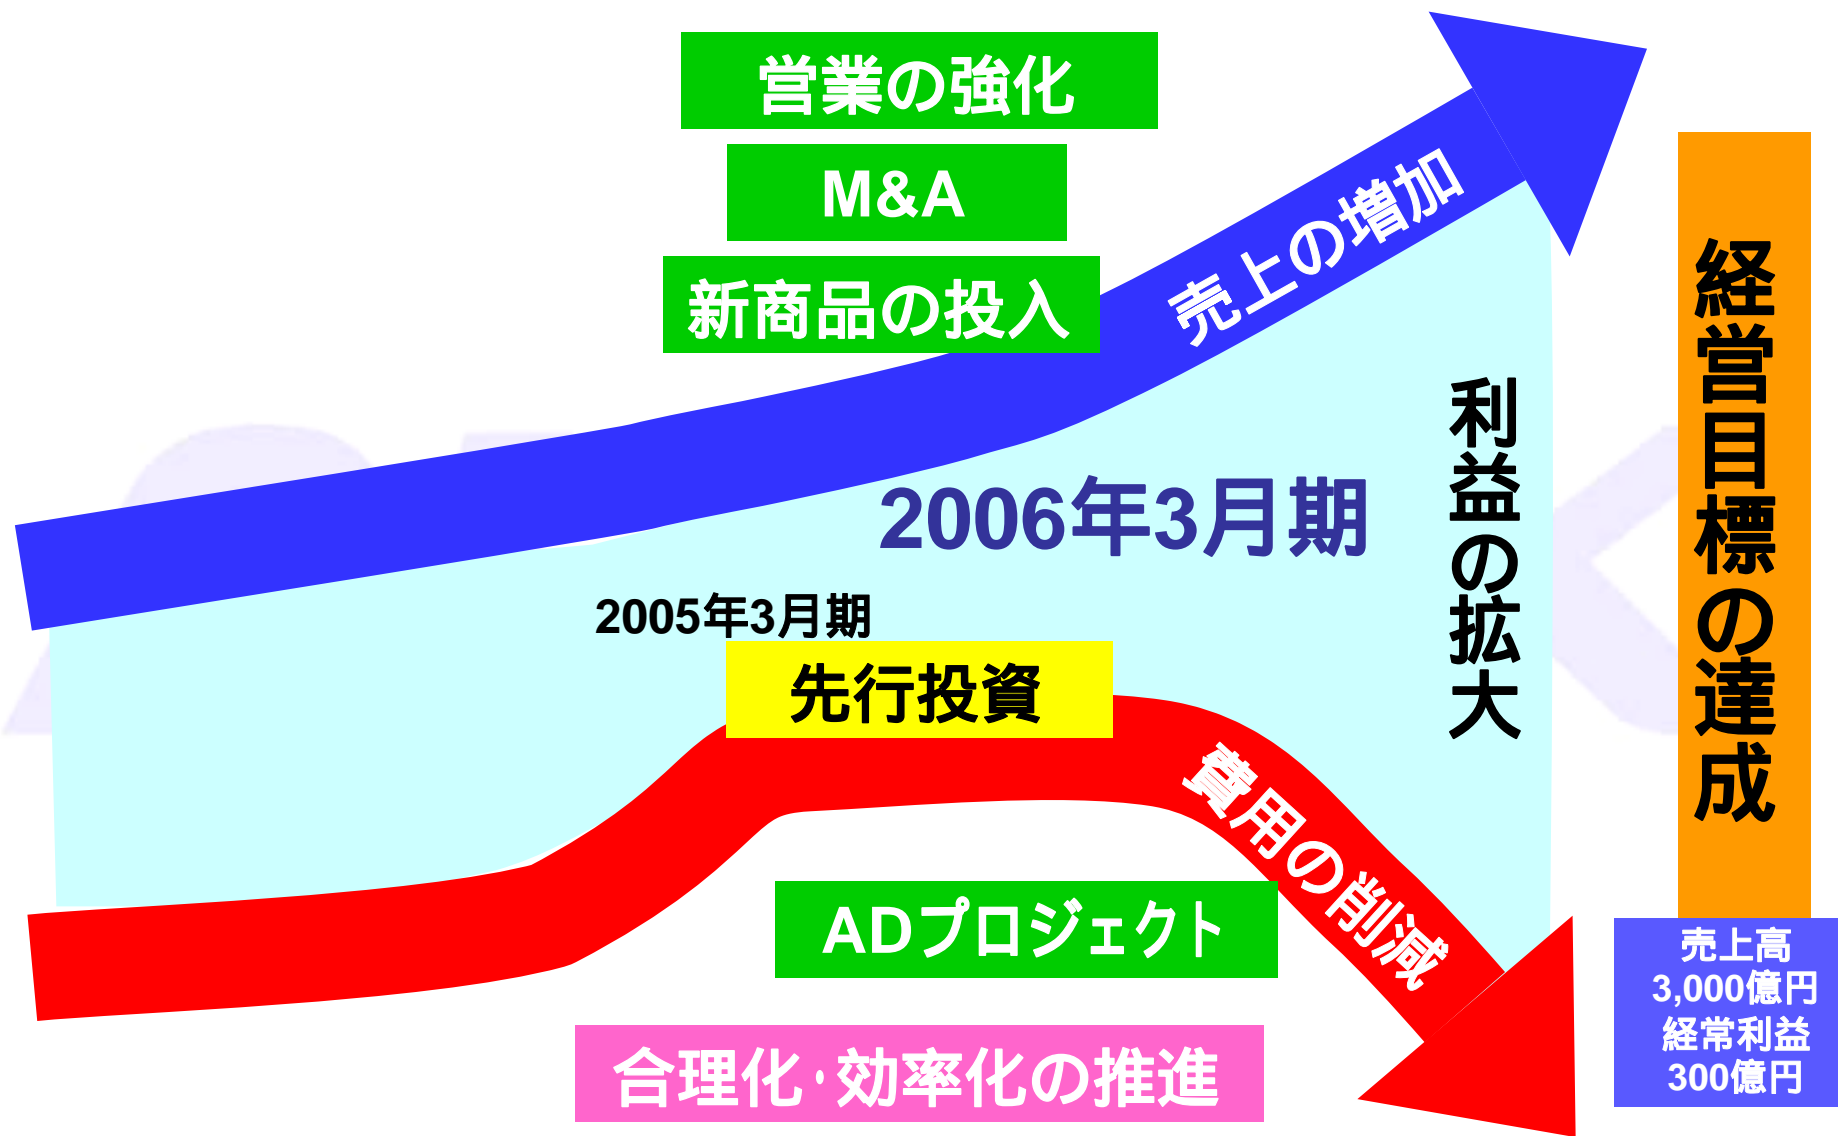 営業の強化
M&A
新商品の投入
売上の増加
2006年3月期
2005年3月期
先行投資
利益の拡大
経営目標の達成
費用の削減
ADプロジェクト
合理化･効率化の推進
売上高
3,000億円
経常利益
300億円